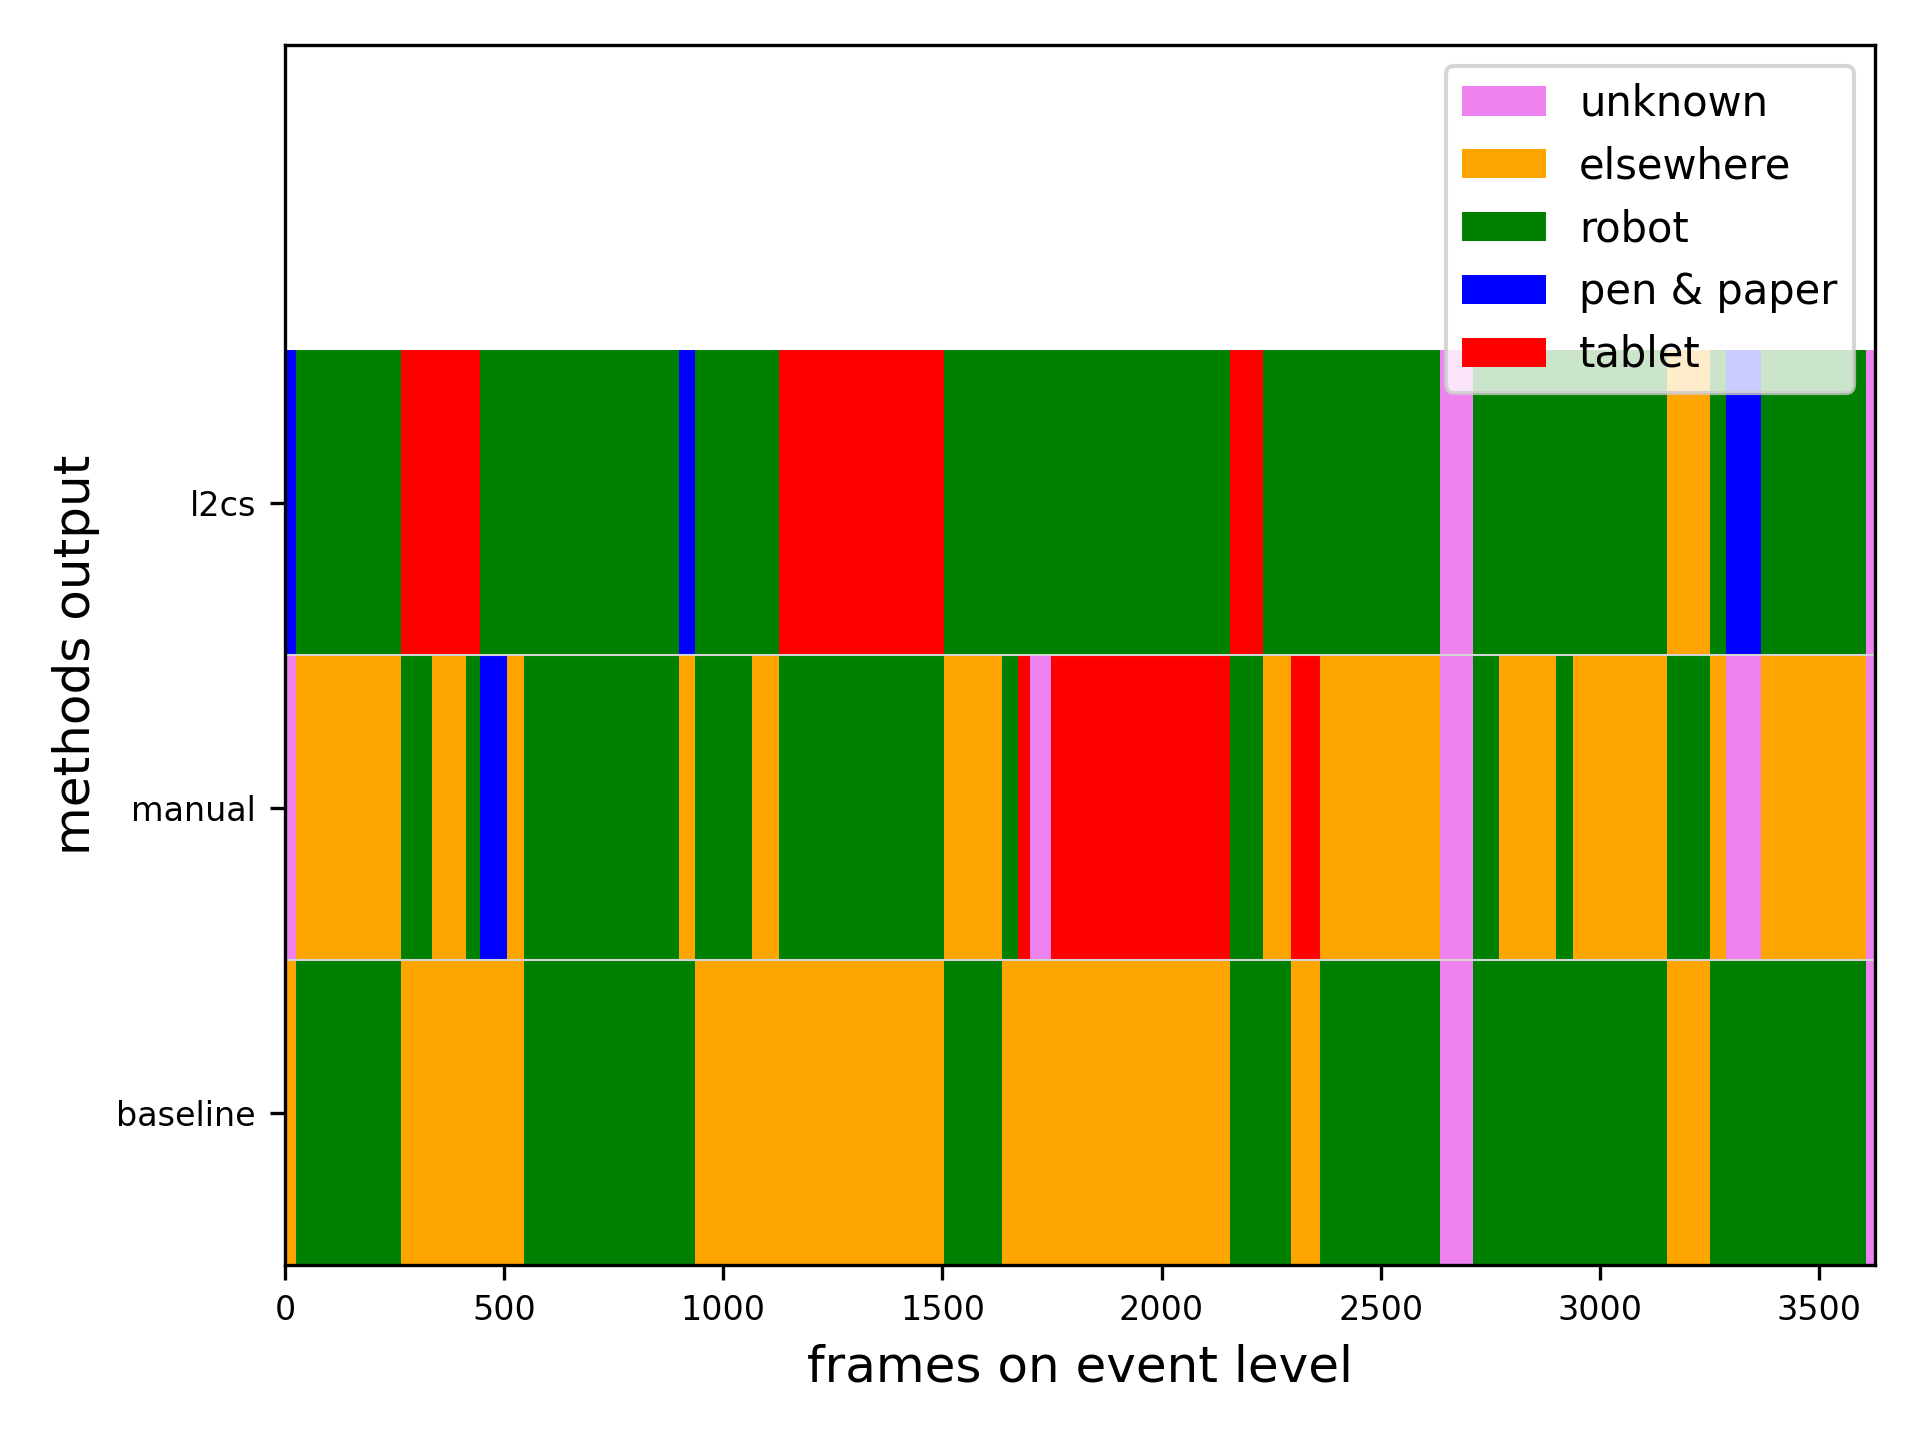 unknown
elsewhere
robot
pen & paper
tablet
methods output
l2cs
manual
baseline
0 500 1000 1500 2000 2500 3000 3500
frames on event level